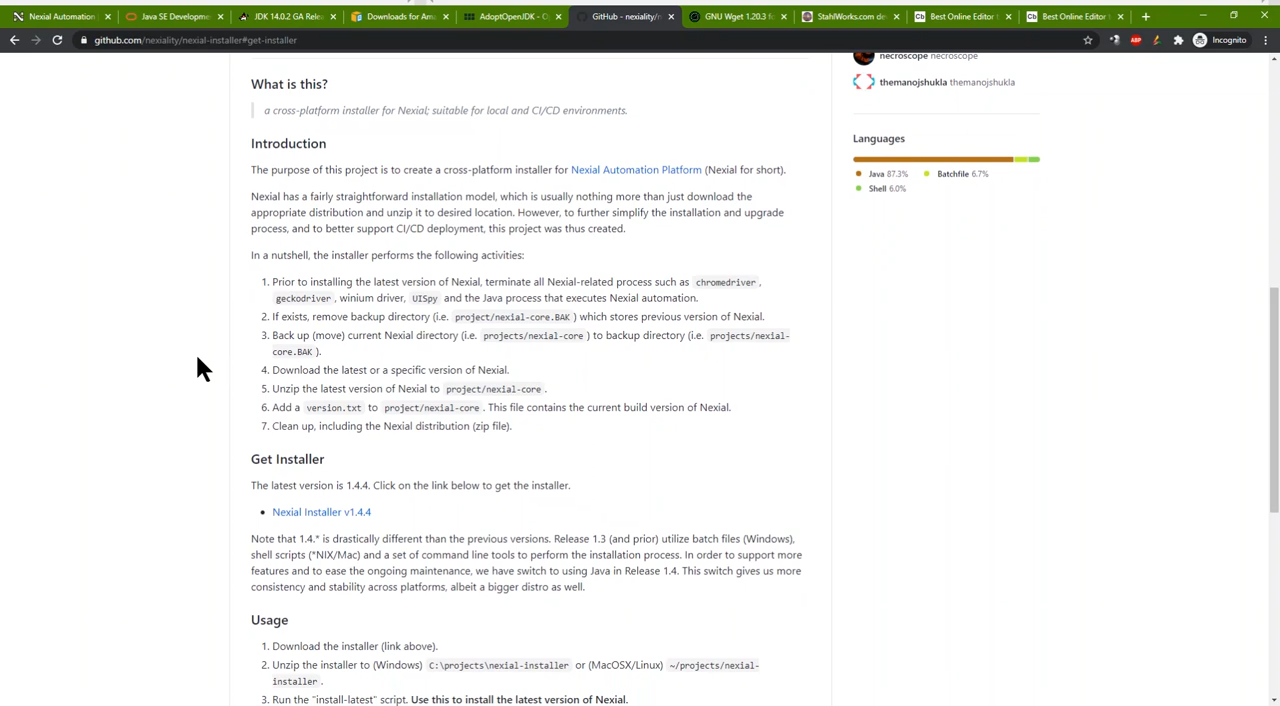 Nexial Automation
Java SE Developme
JDK 14.0.2 GA Rele
Downloads for Ama
AdoptOpenJDK - O
GitHub - nexiality/n
GNU Wget 1.20.3 fo
StahlWorks.com de
Best Online Editor t
Best Online Editor t
github.com/nexiality/nexial-installer#get-installer
ABP
Incognito
What is this?
a cross-platform installer for Nexial; suitable for local and CI/CD environments.
Introduction
The purpose of this project is to create a cross-platform installer for Nexial Automation Platform (Nexial for short).
Nexial has a fairly straightforward installation model, which is usually nothing more than just download the
appropriate distribution and unzip it to desired location. However, to further simplify the installation and upgrade
process, and to better support CI/CD deployment, this project was thus created.
In a nutshell, the installer performs the following activities:
1. Prior to installing the latest version of Nexial, terminate all Nexial-related process such as chromedriver ,
geckodriver , winium driver, UISpy and the Java process that executes Nexial automation.
2. If exists, remove backup directory (i.e. project/nexial-core.BAK ) which stores previous version of Nexial.
3. Back up (move) current Nexial directory (i.e. projects/nexial-core ) to backup directory (i.e. projects/nexial-
core.BAK ).
4. Download the latest or a specific version of Nexial.
5. Unzip the latest version of Nexial to project/nexial-core .
6. Add a version.txt to project/nexial-core . This file contains the current build version of Nexial.
7. Clean up, including the Nexial distribution (zip file).
Get Installer
The latest version is 1.4.4. Click on the link below to get the installer.
• Nexial Installer v1.4.4
Note that 1.4.* is drastically different than the previous versions. Release 1.3 (and prior) utilize batch files (Windows),
shell scripts (*NIX/Mac) and a set of command line tools to perform the installation process. In order to support more
features and to ease the ongoing maintenance, we have switch to using Java in Release 1.4. This switch gives us more
consistency and stability across platforms, albeit a bigger distro as well.
Usage
1. Download the installer (link above).
2. Unzip the installer to (Windows) C:\projects\nexial-installer or (MacOSX/Linux) ~/projects/nexial-
installer .
3. Run the "install-latest" script. Use this to install the latest version of Nexial.
necroscope necroscope
themanojshukla themanojshukla
Languages
Java 87.3%
Batchfile 6.7%
Shell 6.0%